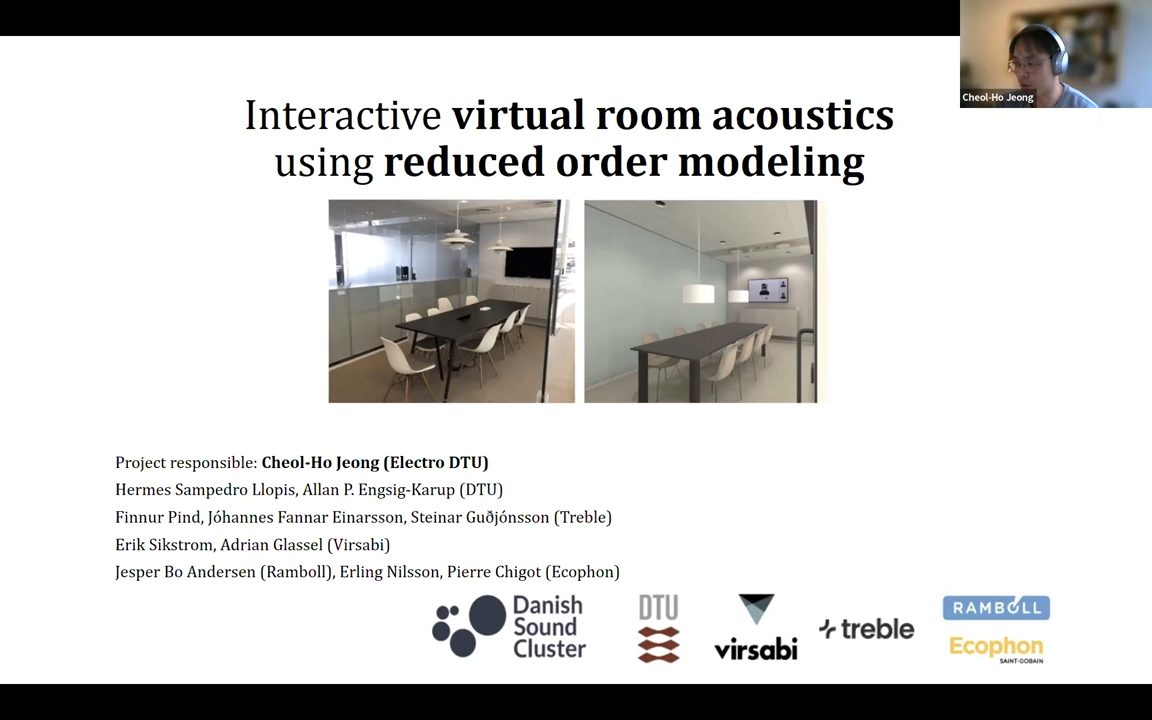 Cheol-Ho Jeong
Interactive virtual room acoustics
using reduced order modeling
Project responsible: Cheol-Ho Jeong (Electro DTU)
Hermes Sampedro Llopis, Allan P. Engsig-Karup (DTU)
Finnur Pind, Jóhannes Fannar Einarsson, Steinar Guðjónsson (Treble)
Erik Sikstrom, Adrian Glassel (Virsabi)
Jesper Bo Andersen (Ramboll), Erling Nilsson, Pierre Chigot (Ecophon)
Danish
Sound
Cluster
DTU
virsabi
treble
RAMBOLL
Ecophon
SAINT-GOBAIN